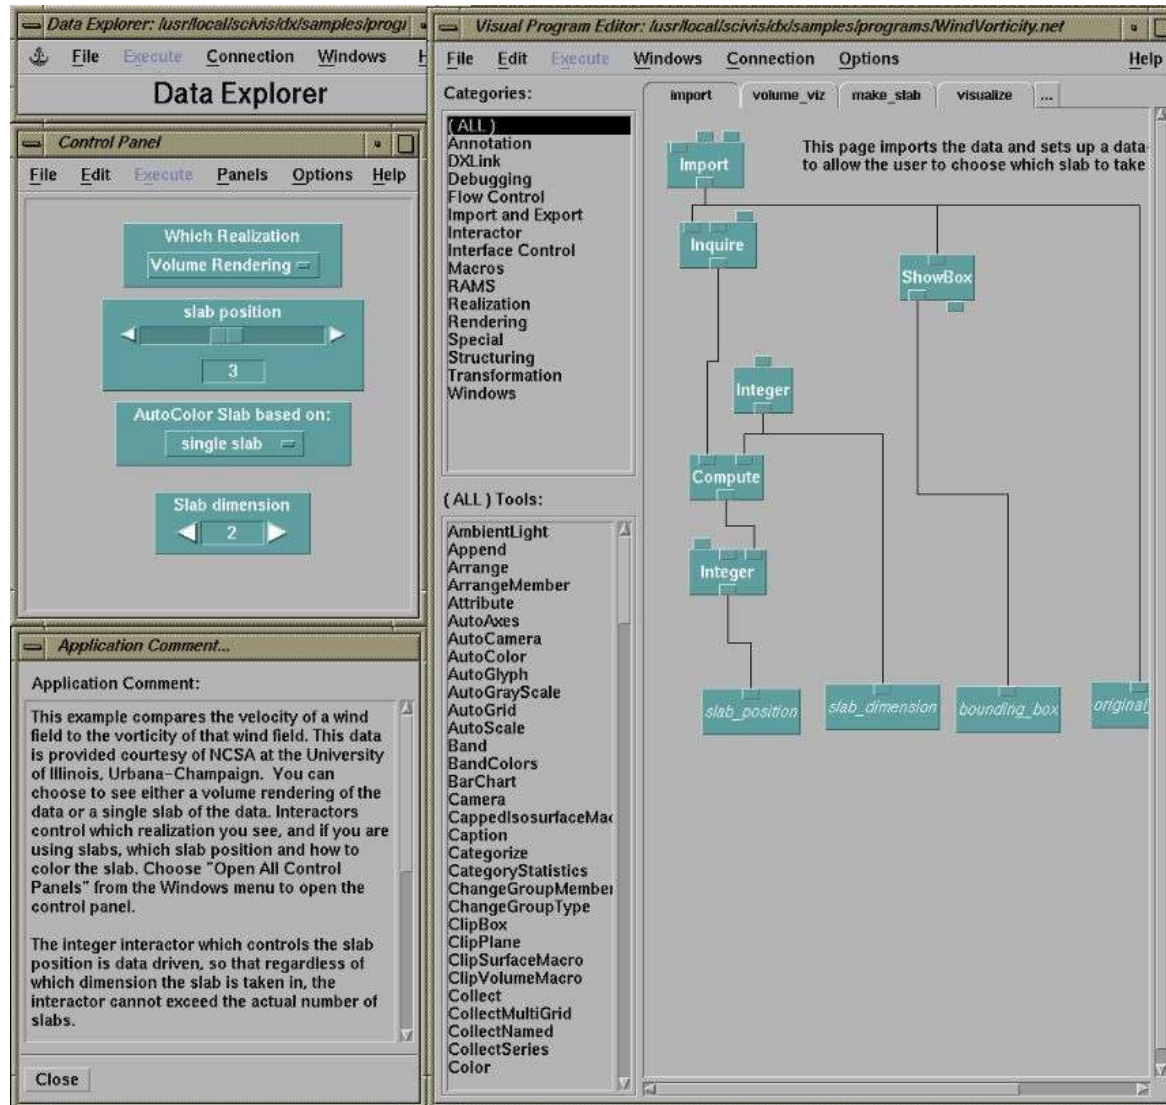 Data Explorer: /usr/local/scivis/dx/samples/progr
File Execute Connection Windows H
Data Explorer
Control Panel
File Edit Execute Panels Options Help
Which Realization
Volume Rendering
slab position
3
AutoColor Slab based on:
single slab
Slab dimension
2
Application Comment...
Application Comment:
This example compares the velocity of a wind
field to the vorticity of that wind field. This data
is provided courtesy of NCSA at the University
of Illinois, Urbana-Champaign. You can
choose to see either a volume rendering of the
data or a single slab of the data. Interactors
control which realization you see, and if you are
using slabs, which slab position and how to
color the slab. Choose "Open All Control
Panels" from the Windows menu to open the
control panel.
The integer interactor which controls the slab
position is data driven, so that regardless of
which dimension the slab is taken in, the
interactor cannot exceed the actual number of
slabs.
Close
Visual Program Editor: /usr/local/scivis/dx/samples/programs/WindVorticity.net
File Edit Execute Windows Connection Options Help
Categories:
( ALL )
Annotation
DXLink
Debugging
Flow Control
Import and Export
Interactor
Interface Control
Macros
RAMS
Realization
Rendering
Special
Structuring
Transformation
Windows
( ALL ) Tools:
AmbientLight
Append
Arrange
ArrangeMember
Attribute
AutoAxes
AutoCamera
AutoColor
AutoGlyph
AutoGrayScale
AutoGrid
AutoScale
Band
BandColors
BarChart
Camera
CappedIsosurfaceMac
Caption
Categorize
CategoryStatistics
ChangeGroupMember
ChangeGroupType
ClipBox
ClipPlane
ClipSurfaceMacro
ClipVolumeMacro
Collect
CollectMultiGrid
CollectNamed
CollectSeries
Color
import volume_viz make_slab visualize ...
This page imports the data and sets up a data-
to allow the user to choose which slab to take
Import
Inquire
ShowBox
Integer
Compute
Integer
slab_position slab_dimension bounding_box original_